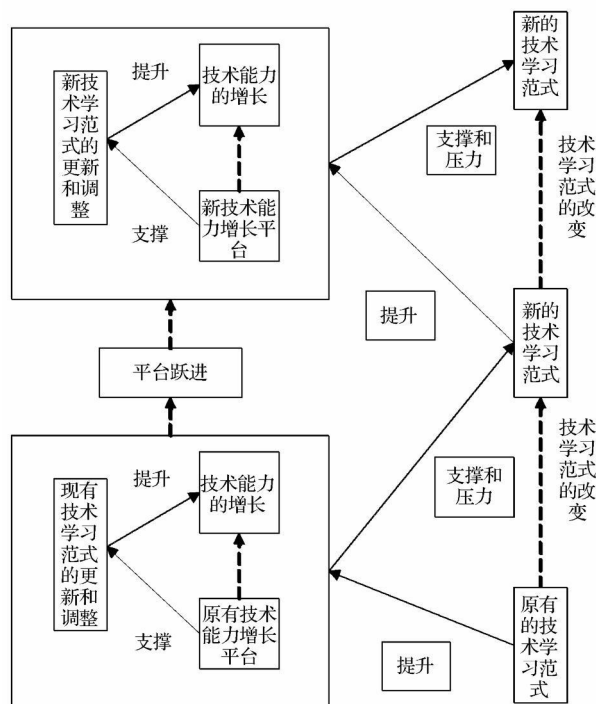 提升
技术能力
的增长
新技
术学
习范
式的
更新
和调
整
支撑
新技术能
力增长平
台
新的
技术
学习
范式
支撑和
压力
技术
学习
范式
的改
变
提升
新的
技术
学习
范式
平台跃进
提升
技术能力
的增长
现有
技术
学习
范式
的更
新和
调整
支撑
原有技术
能力增长
平台
支撑和
压力
技术
学习
范式
的改
变
提升
原有
的技
术学
习范
式